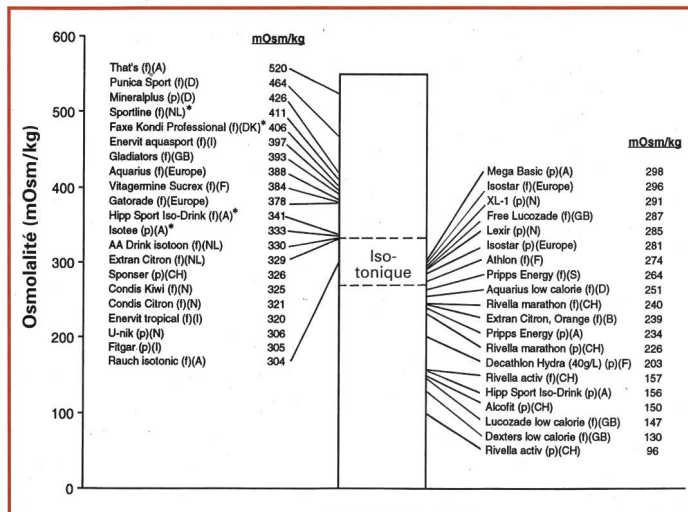 Osmolalité (mOsm/kg)
600
500
400
300
200
100
0
mOsm/kg
That's (f)(A) 520
Punica Sport (f)(D) 464
Mineralplus (p)(D) 426
Sportline (f)(NL)* 411
Faxe Kondi Professional (f)(DK)* 406
Enervit aquasport (f)(I) 397
Gladiators (f)(GB) 393
Aquarius (f)(Europe) 388
Vitagermine Sucrex (f)(F) 384
Gatorade (f)(Europe) 378
Hipp Sport Iso-Drink (f)(A)* 341
Isotee (p)(A)* 333
AA Drink isotoon (f)(NL) 330
Extran Citron (f)(NL) 329
Sponser (p)(CH) 326
Condis Kiwi (f)(N) 325
Condis Citron (f)(N) 321
Enervit tropical (f)(I) 320
U-nik (p)(N) 306
Fitgar (p)(I) 305
Rauch isotonic (f)(A) 304
Iso-
tonique
mOsm/kg
Mega Basic (p)(A) 298
Isostar (f)(Europe) 296
XL-1 (p)(N) 291
Free Lucozade (f)(GB) 287
Lexir (p)(N) 285
Isostar (p)(Europe) 281
Athlon (f)(F) 274
Pripps Energy (f)(S) 264
Aquarius low calorie (f)(D) 251
Rivella marathon (f)(CH) 240
Extran Citron, Orange (f)(B) 239
Pripps Energy (p)(A) 234
Rivella marathon (p)(CH) 226
Decathlon Hydra (40g/L) (p)(F) 203
Rivella activ (f)(CH) 157
Hipp Sport Iso-Drink (p)(A) 156
Alcofit (p)(CH) 150
Lucozade low calorie (f)(GB) 147
Dexters low calorie (f)(GB) 130
Rivella activ (p)(CH) 96